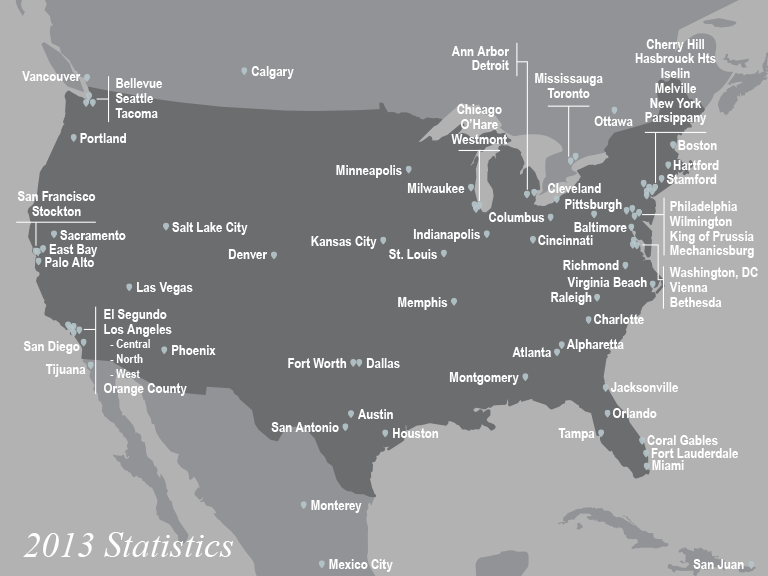 Vancouver
Bellevue
Seattle
Tacoma
Portland
Calgary
Ann Arbor
Detroit
Mississauga
Toronto
Cherry Hill
Hasbrouck Hts
Iselin
Melville
New York
Parsippany
Ottawa
Boston
Hartford
Stamford
Chicago
O'Hare
Westmont
Minneapolis
Milwaukee
Cleveland
Pittsburgh
Columbus
Philadelphia
Wilmington
King of Prussia
Mechanicsburg
Baltimore
San Francisco
Stockton
Sacramento
East Bay
Palo Alto
Salt Lake City
Denver
Kansas City
St. Louis
Indianapolis
Cincinnati
Richmond
Washington, DC
Vienna
Bethesda
Virginia Beach
Raleigh
Las Vegas
Memphis
El Segundo
Los Angeles
- Central
- North
- West
Orange County
San Diego
Tijuana
Phoenix
Charlotte
Alpharetta
Atlanta
Fort Worth
Dallas
Montgomery
Jacksonville
Austin
San Antonio
Houston
Orlando
Tampa
Coral Gables
Fort Lauderdale
Miami
Monterey
Mexico City
San Juan
2013 Statistics